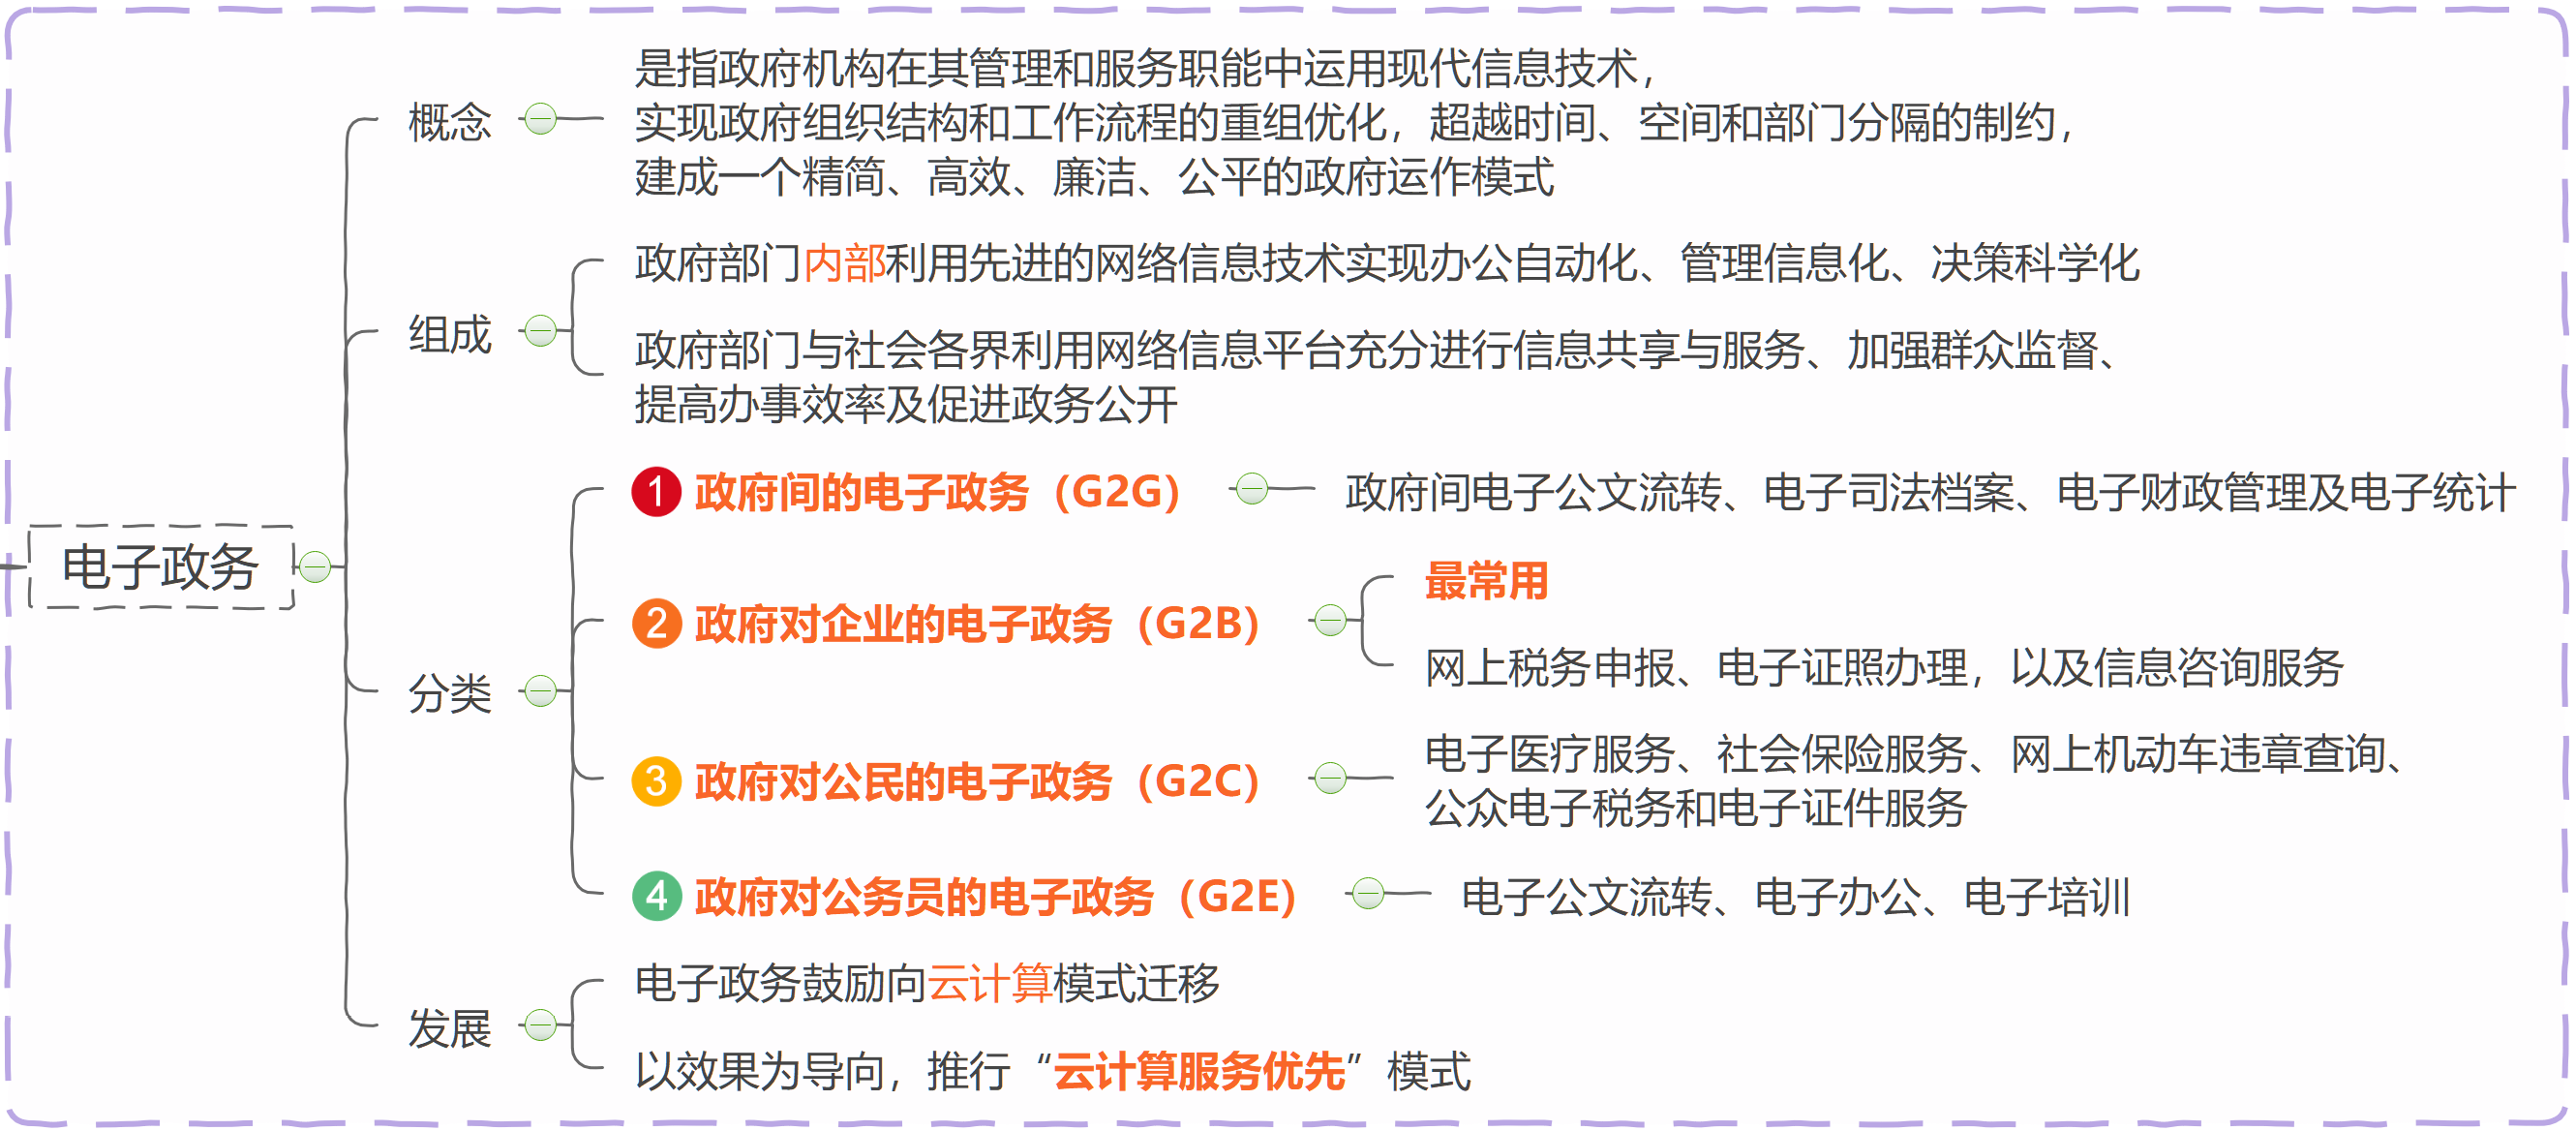 电子政务
概念
是指政府机构在其管理和服务职能中运用现代信息技术，
实现政府组织结构和工作流程的重组优化，超越时间、空间和部门分隔的制约，
建成一个精简、高效、廉洁、公平的政府运作模式
组成
政府部门内部利用先进的网络信息技术实现办公自动化、管理信息化、决策科学化
政府部门与社会各界利用网络信息平台充分进行信息共享与服务、加强群众监督、
提高办事效率及促进政务公开
分类
1 政府间的电子政务（G2G）
政府间电子公文流转、电子司法档案、电子财政管理及电子统计
2 政府对企业的电子政务（G2B）
最常用
网上税务申报、电子证照办理，以及信息咨询服务
3 政府对公民的电子政务（G2C）
电子医疗服务、社会保险服务、网上机动车违章查询、
公众电子税务和电子证件服务
4 政府对公务员的电子政务（G2E）
电子公文流转、电子办公、电子培训
发展
电子政务鼓励向云计算模式迁移
以效果为导向，推行“云计算服务优先”模式